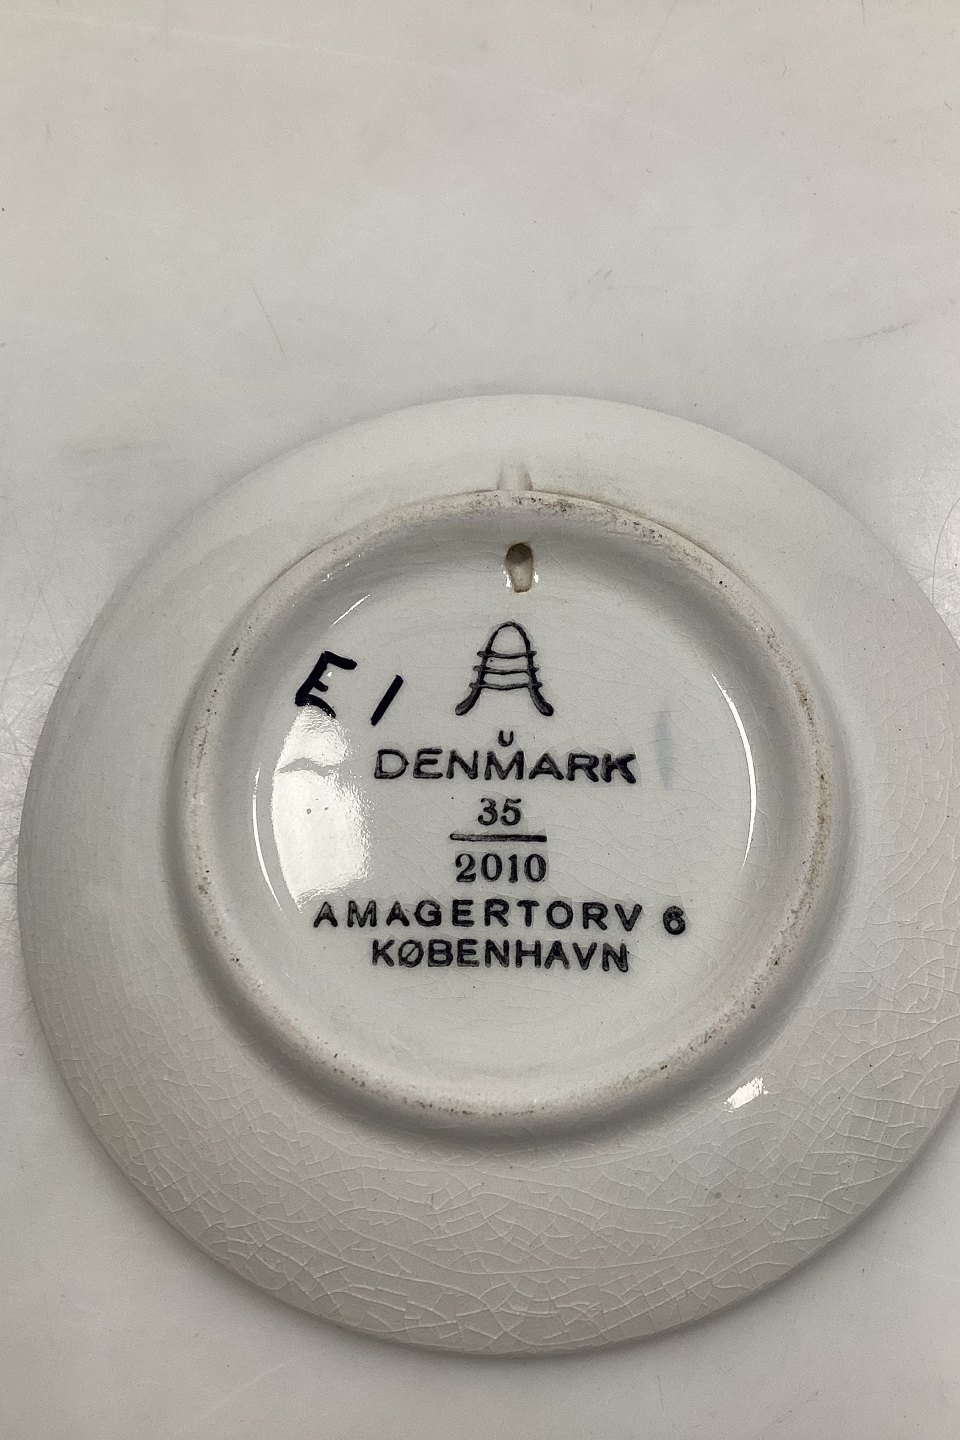 E1
DENMARK
35
2010
AMAGERTORV 6
KØBENHAVN